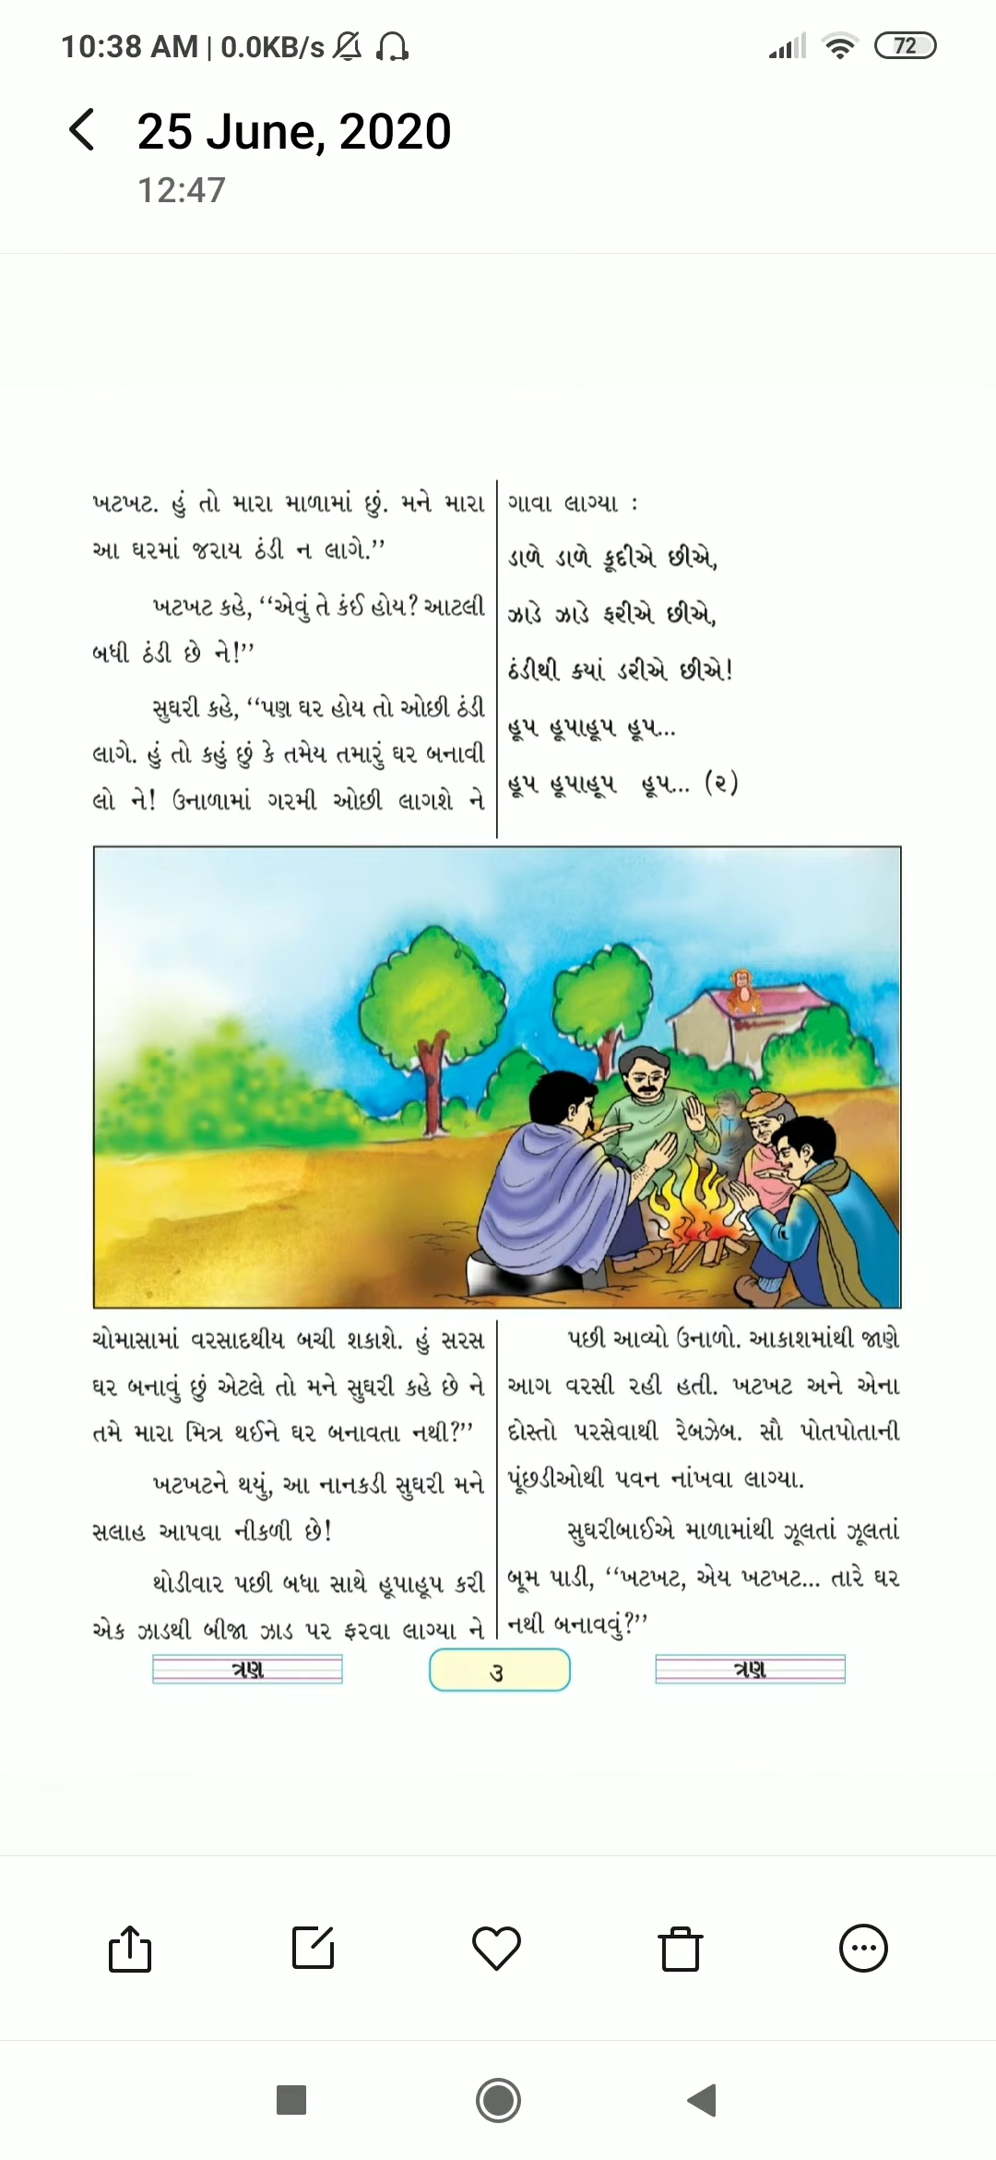 10:38 AM | 0.0KB/s
72
25 June, 2020
12:47
ખટખટ. હું તો મારા માળામાં છું. મને મારા
આ ઘરમાં જરાય ઠંડી ન લાગે.’’
ખટખટ કહે, ‘‘એવું તે કંઈ હોય? આટલી
બધી ઠંડી છે ને!’’
સુઘરી કહે, ‘‘પણ ઘર હોય તો ઓછી ઠંડી
લાગે. હું તો કહું છું કે તમેય તમારું ઘર બનાવી
લો ને! ઉનાળામાં ગરમી ઓછી લાગશે ને
ચોમાસામાં વરસાદથીય બચી શકાશે. હું સરસ
ઘર બનાવું છું એટલે તો મને સુઘરી કહે છે ને
તમે મારા મિત્ર થઈને ઘર બનાવતા નથી?’’
ખટખટને થયું, આ નાનકડી સુઘરી મને
સલાહ આપવા નીકળી છે!
થોડીવાર પછી બધા સાથે હૂપાહૂપ કરી
એક ઝાડથી બીજા ઝાડ પર ફરવા લાગ્યા ને
ગાવા લાગ્યા :
ડાળે ડાળે કૂદીએ છીએ,
ઝાડે ઝાડે ફરીએ છીએ,
ઠંડીથી કયાં ડરીએ છીએ!
હૂપ હૂપાહૂપ હૂપ...
હૂપ હૂપાહૂપ હૂપ... (૨)
પછી આવ્યો ઉનાળો. આકાશમાંથી જાણે
આગ વરસી રહી હતી. ખટખટ અને એના
દોસ્તો પરસેવાથી રેબઝેબ. સૌ પોતપોતાની
પૂંછડીઓથી પવન નાંખવા લાગ્યા.
સુઘરીબાઈએ માળામાંથી ઝૂલતાં ઝૂલતાં
બૂમ પાડી, ‘‘ખટખટ, એય ખટખટ... તારે ઘર
નથી બનાવવું?’’
ત્રણ
૩
ત્રણ